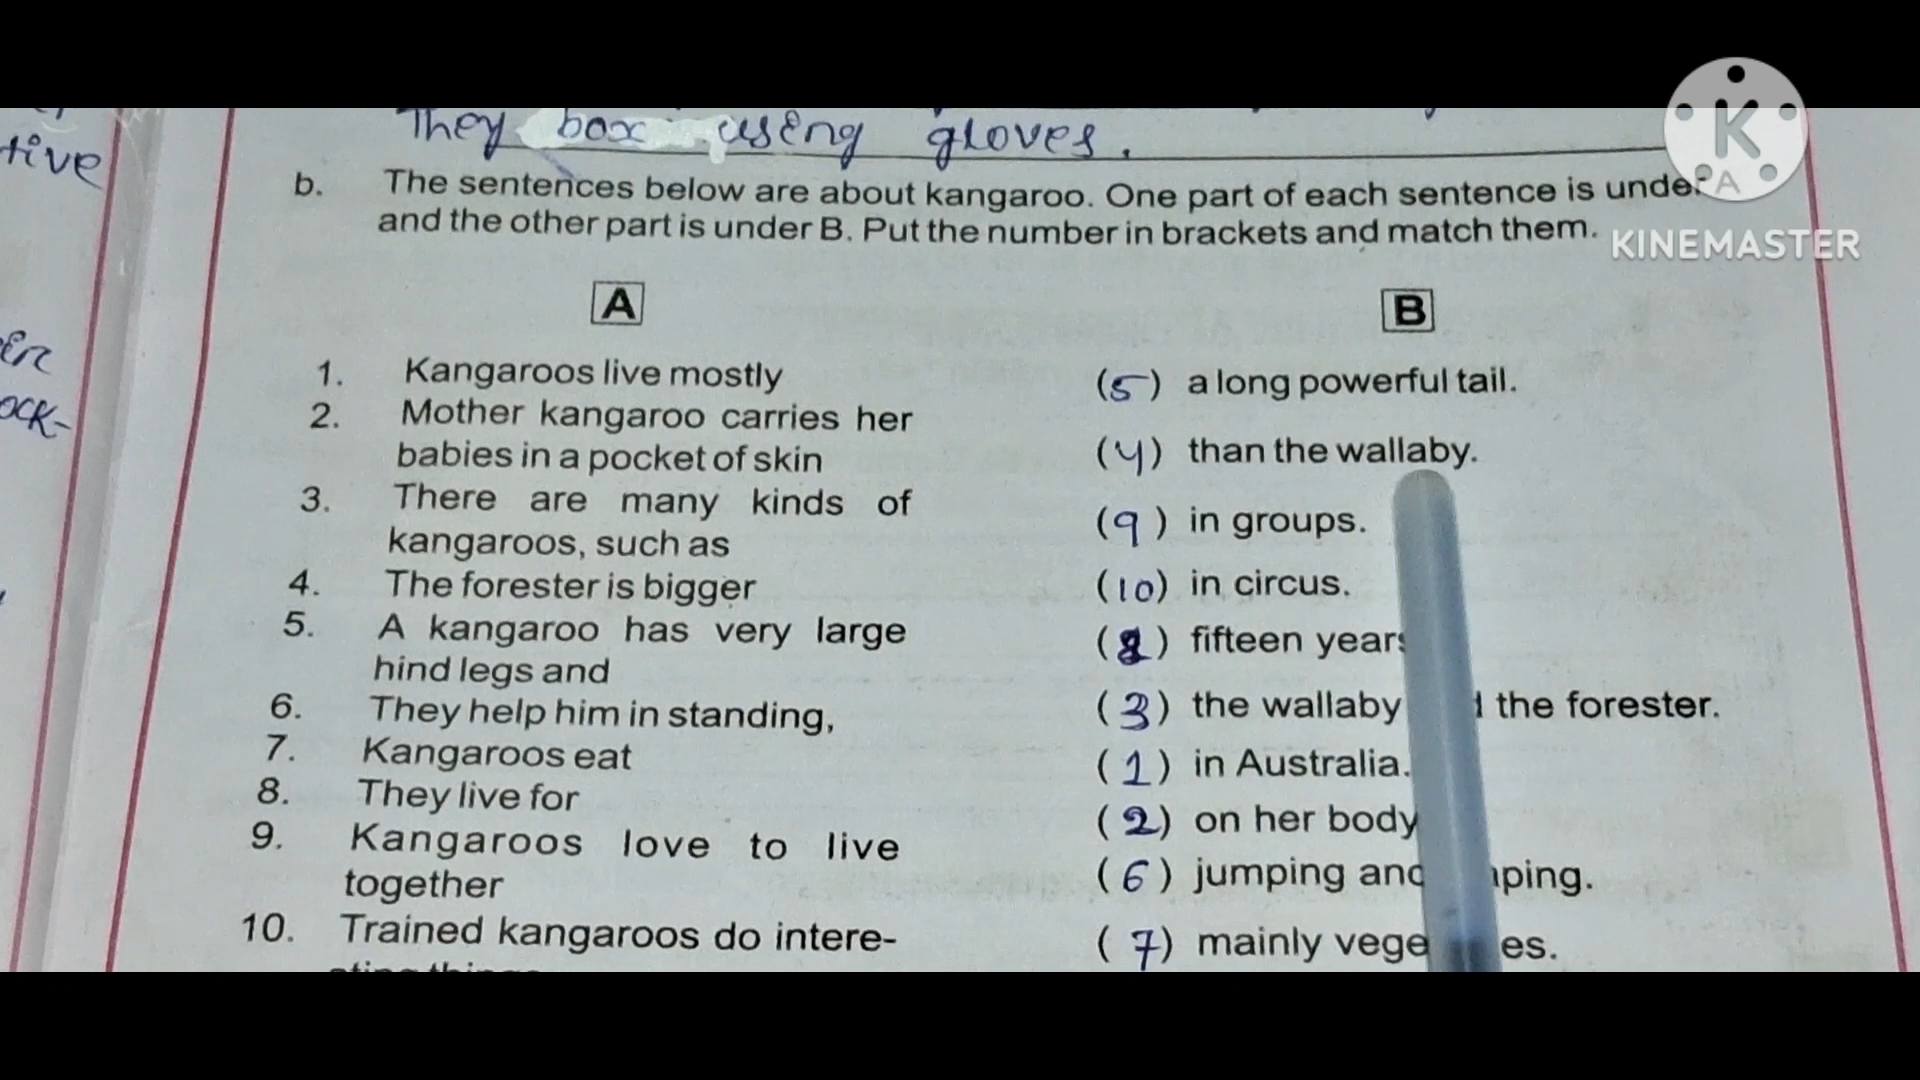 They box using gloves.
tive
b. The sentences below are about kangaroo. One part of each sentence is under A
and the other part is under B. Put the number in brackets and match them.
KINEMASTER
A B
1. Kangaroos live mostly
2. Mother kangaroo carries her
babies in a pocket of skin
3. There are many kinds of
kangaroos, such as
4. The forester is bigger
5. A kangaroo has very large
hind legs and
6. They help him in standing,
7. Kangaroos eat
8. They live for
9. Kangaroos love to live
together
10. Trained kangaroos do intere-
(5) a long powerful tail.
(4) than the wallaby.
(9) in groups.
(10) in circus.
(8) fifteen years
(3) the wallaby the forester.
(1) in Australia.
(2) on her body
(6) jumping
(7) mainly
ock-